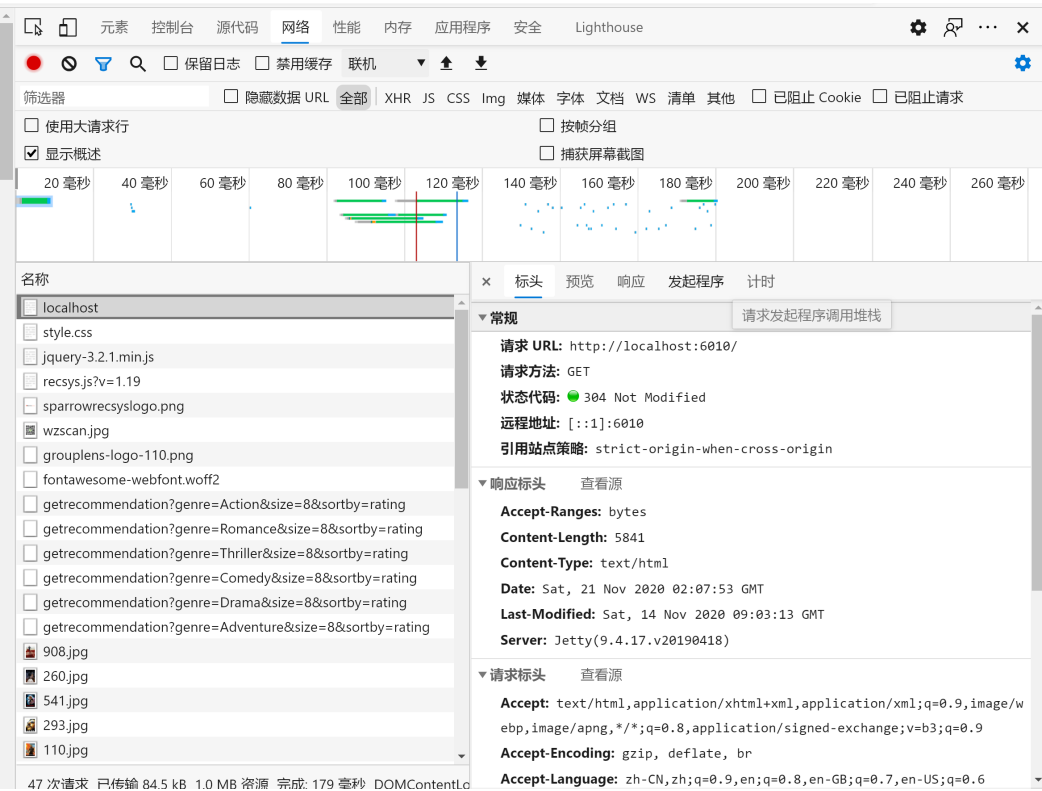 元素 控制台 源代码 网络 性能 内存 应用程序 安全 Lighthouse
保留日志 禁用缓存 联机
筛选器 隐藏数据 URL 全部 XHR JS CSS Img 媒体 字体 文档 WS 清单 其他 已阻止 Cookie 已阻止请求
使用大请求行 按帧分组
显示概述 捕获屏幕截图
20 毫秒 40 毫秒 60 毫秒 80 毫秒 100 毫秒 120 毫秒 140 毫秒 160 毫秒 180 毫秒 200 毫秒 220 毫秒 240 毫秒 260 毫秒
名称
localhost
style.css
jquery-3.2.1.min.js
recsys.js?v=1.19
sparrowrecsyslogo.png
wzscan.jpg
grouplens-logo-110.png
fontawesome-webfont.woff2
getrecommendation?genre=Action&size=8&sortby=rating
getrecommendation?genre=Romance&size=8&sortby=rating
getrecommendation?genre=Thriller&size=8&sortby=rating
getrecommendation?genre=Comedy&size=8&sortby=rating
getrecommendation?genre=Drama&size=8&sortby=rating
getrecommendation?genre=Adventure&size=8&sortby=rating
908.jpg
260.jpg
541.jpg
293.jpg
110.jpg
47 次请求 已传输 84.5 kB 1.0 MB 资源 完成: 179 毫秒 DOMContentLo
标头 预览 响应 发起程序 计时
请求发起程序调用堆栈
常规
请求 URL: http://localhost:6010/
请求方法: GET
状态代码: 304 Not Modified
远程地址: [::1]:6010
引用站点策略: strict-origin-when-cross-origin
响应标头 查看源
Accept-Ranges: bytes
Content-Length: 5841
Content-Type: text/html
Date: Sat, 21 Nov 2020 02:07:53 GMT
Last-Modified: Sat, 14 Nov 2020 09:03:13 GMT
Server: Jetty(9.4.17.v20190418)
请求标头 查看源
Accept: text/html,application/xhtml+xml,application/xml;q=0.9,image/w
ebp,image/apng,*/*;q=0.8,application/signed-exchange;v=b3;q=0.9
Accept-Encoding: gzip, deflate, br
Accept-Language: zh-CN,zh;q=0.9,en;q=0.8,en-GB;q=0.7,en-US;q=0.6